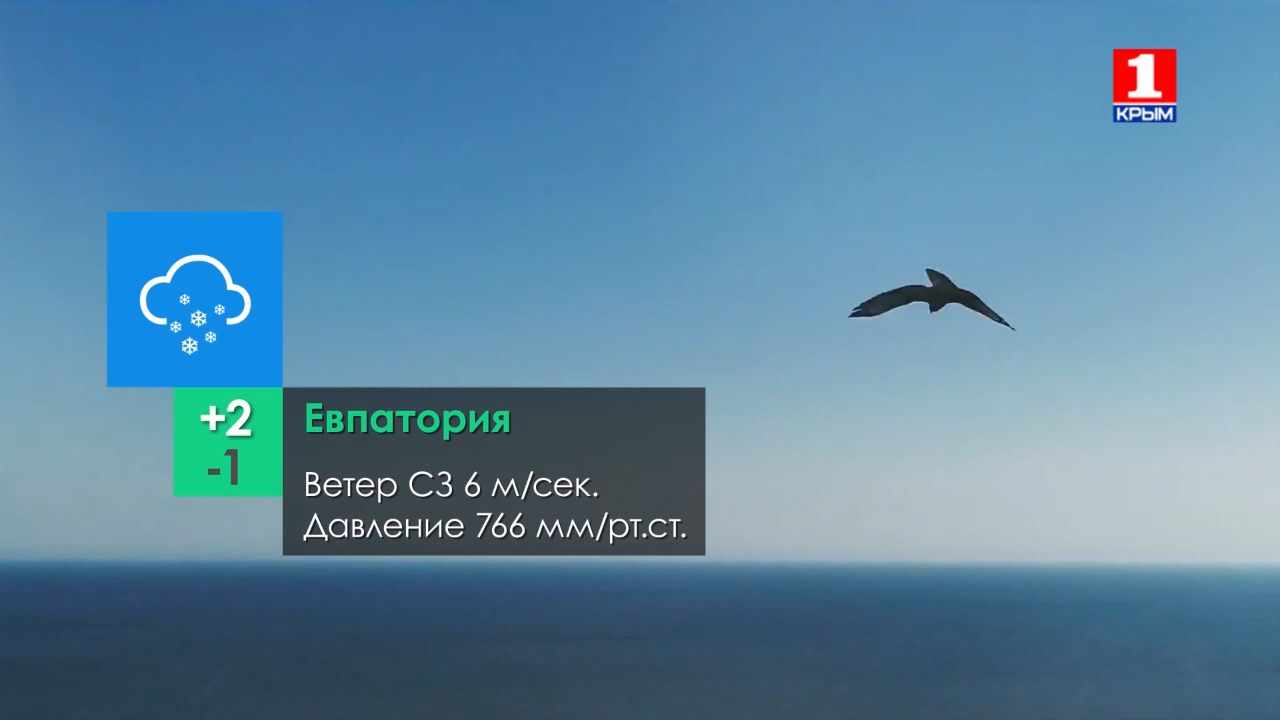 1
КРЫМ
+2
-1
Евпатория
Ветер СЗ 6 м/сек.
Давление 766 мм/рт.ст.